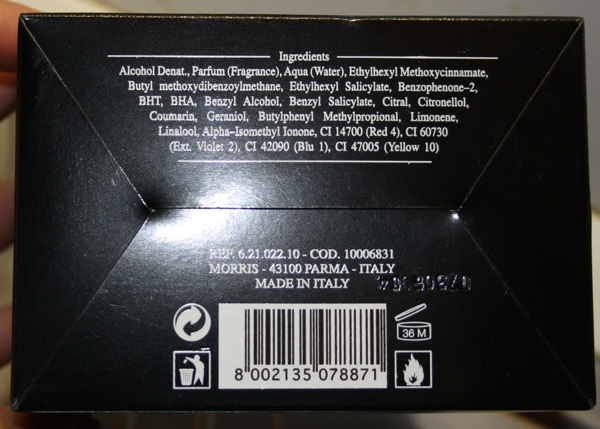 Ingredients
Alcohol Denat., Parfum (Fragrance), Aqua (Water), Ethylhexyl Methoxycinnamate,
Butyl methoxydibenzoylmethane, Ethylhexyl Salicylate, Benzophenone-2,
BHT, BHA, Benzyl Alcohol, Benzyl Salicylate, Citral, Citronellol,
Coumarin, Geraniol, Butylphenyl Methylpropional, Limonene,
Linalool, Alpha-Isomethyl Ionone, CI 14700 (Red 4), CI 60730
(Ext. Violet 2), CI 42090 (Blu 1), CI 47005 (Yellow 10)
REF. 6.21.022.10 - COD. 10006831
MORRIS - 43100 PARMA - ITALY
MADE IN ITALY
36 M
8 002135 078871